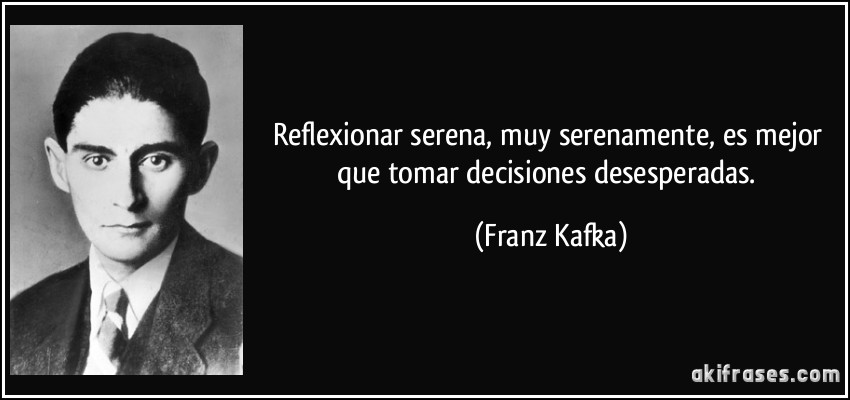 Reflexionar serena, muy serenamente, es mejor
que tomar decisiones desesperadas.
(Franz Kafka)
akifrases.com